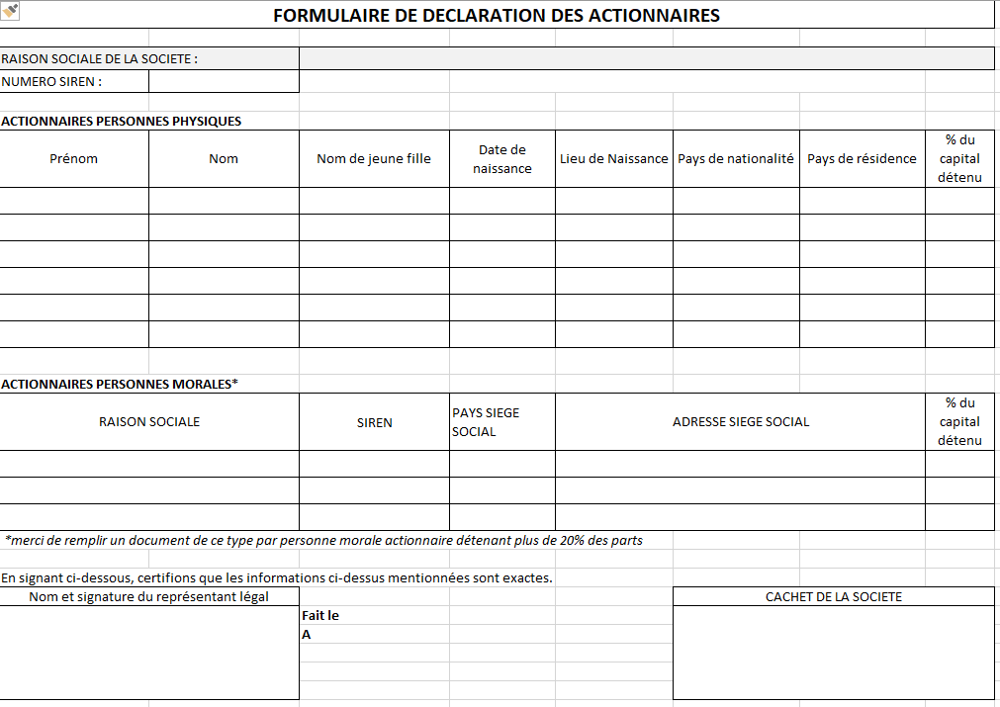 FORMULAIRE DE DECLARATION DES ACTIONNAIRES
RAISON SOCIALE DE LA SOCIETE :
NUMERO SIREN :
ACTIONNAIRES PERSONNES PHYSIQUES
Prénom Nom Nom de jeune fille Date de naissance Lieu de Naissance Pays de nationalité Pays de résidence % du capital détenu
ACTIONNAIRES PERSONNES MORALES*
RAISON SOCIALE SIREN PAYS SIEGE SOCIAL ADRESSE SIEGE SOCIAL % du capital détenu
*merci de remplir un document de ce type par personne morale actionnaire détenant plus de 20% des parts
En signant ci-dessous, certifions que les informations ci-dessus mentionnées sont exactes.
Nom et signature du représentant légal CACHET DE LA SOCIETE
Fait le
A